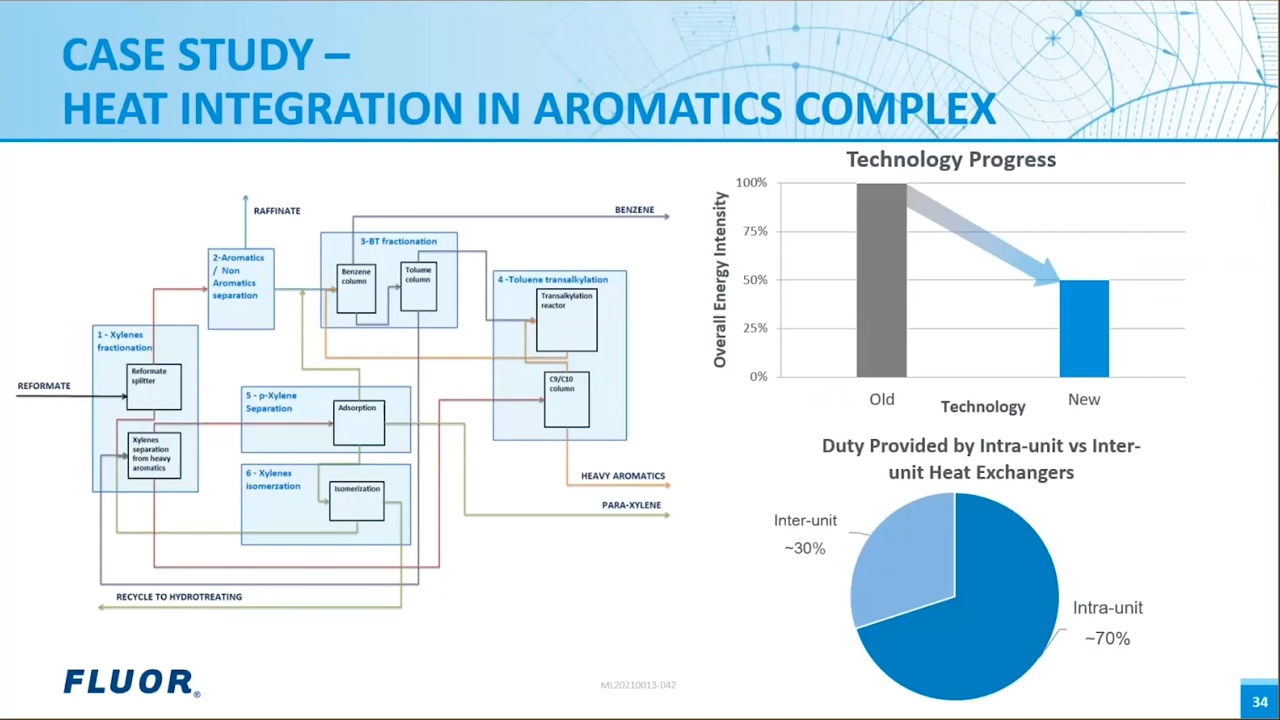 CASE STUDY –
HEAT INTEGRATION IN AROMATICS COMPLEX
RAFFINATE
BENZENE
3-BT fractionation
2-Aromatics
/ Non
Aromatics
separation
Benzene
column
Toluene
column
4 -Toluene transalkylation
Transalkylation
reactor
1 - Xylenes
fractionation
Reformate
splitter
REFORMATE
C9/C10
column
5 - p-Xylene
Separation
Adsorption
Xylenes
separation
from heavy
aromatics
6 - Xylenes
isomerzation
Isomerization
HEAVY AROMATICS
PARA-XYLENE
RECYCLE TO HYDROTREATING
Technology Progress
Overall Energy Intensity
100%
75%
50%
25%
0%
Old
New
Technology
Duty Provided by Intra-unit vs Inter-
unit Heat Exchangers
Inter-unit
~30%
Intra-unit
~70%
FLUOR®
ML20210013-042
34